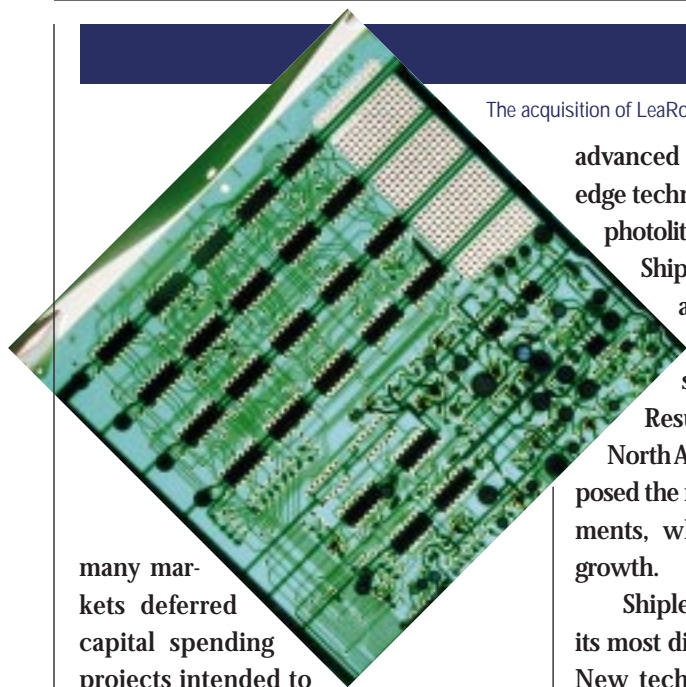 The acquisition of LeaRo
many mar-
kets deferred
capital spending
projects intended to
advanced
edge techn
photolit
Ship
a
s
Resu
North A
posed the
ments, wh
growth.
Shiple
its most di
New tech